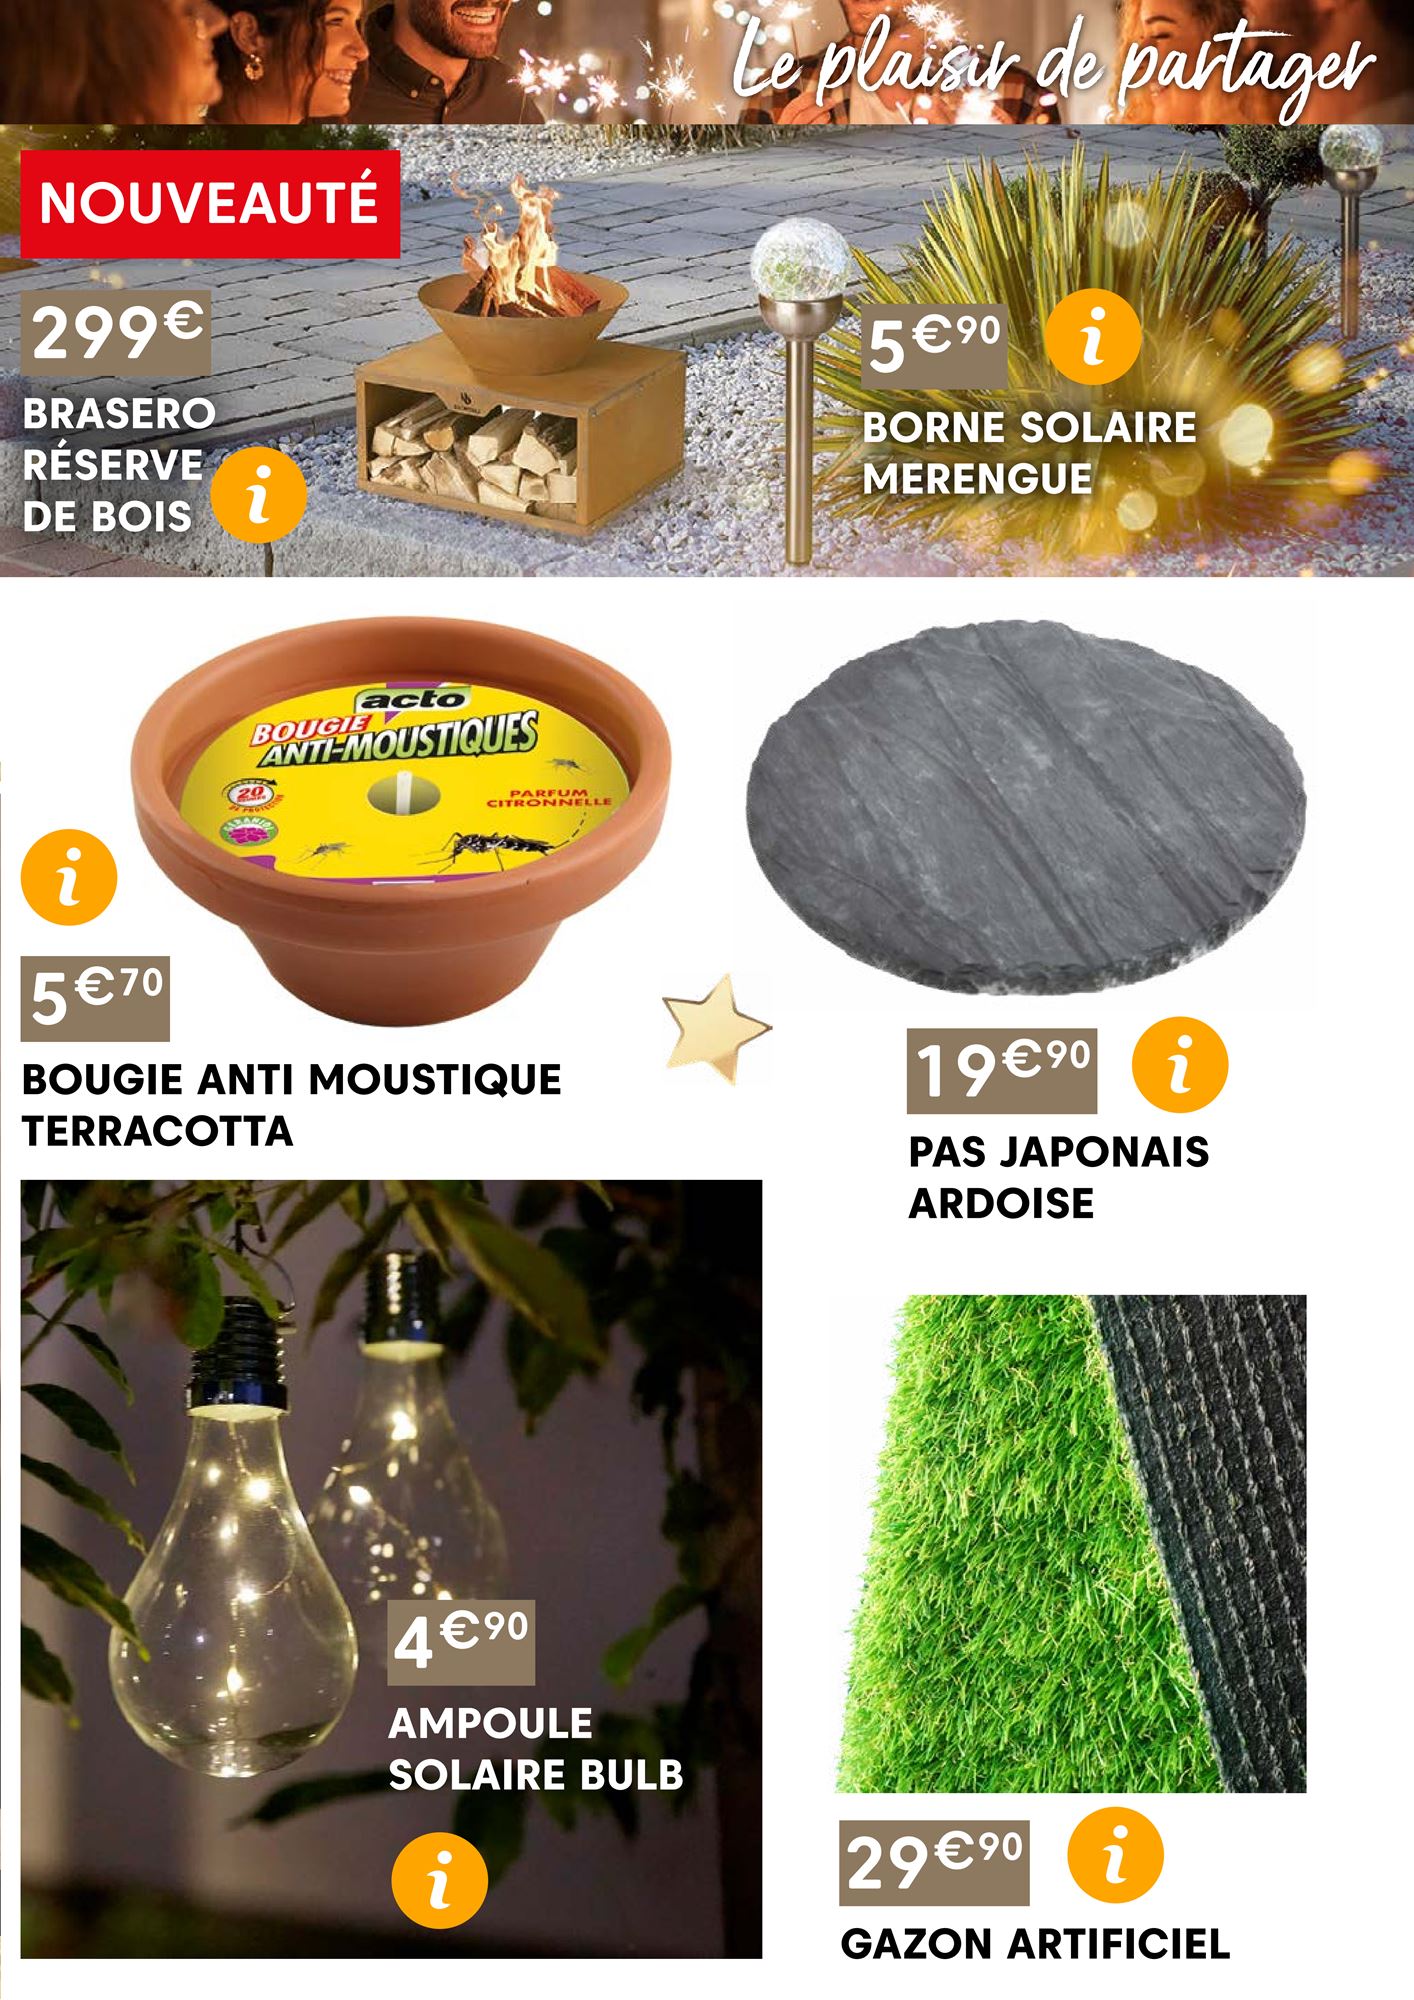 Le plaisir de partager
NOUVEAUTÉ
299€
BRASERO
RÉSERVE
DE BOIS
i
5€90
i
BORNE SOLAIRE
MERENGUE
acto
BOUGIE
ANTI-MOUSTIQUES
20
PARFUM
CITRONNELLE
GERANIOL
i
5€70
BOUGIE ANTI MOUSTIQUE
TERRACOTTA
19€90
i
PAS JAPONAIS
ARDOISE
4€90
AMPOULE
SOLAIRE BULB
i
29€90
i
GAZON ARTIFICIEL